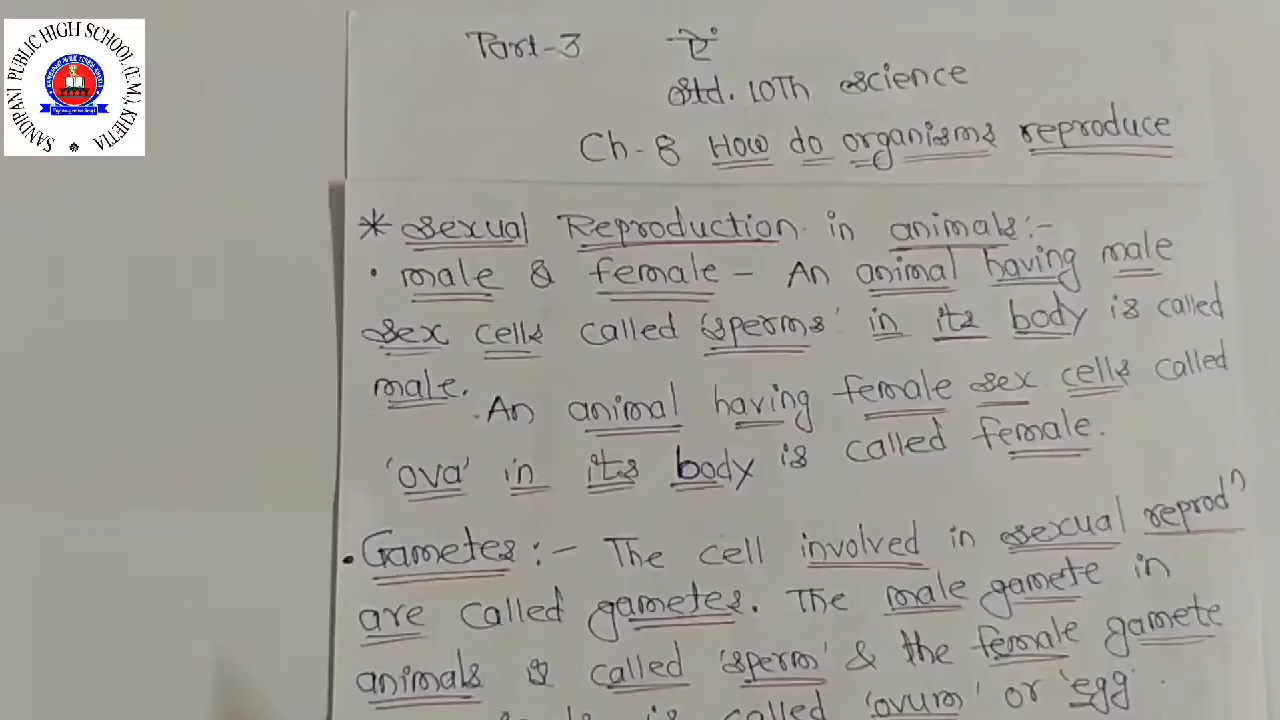 SANDIPANI PUBLIC HIGH SCHOOL (E.M.), KHETIA
Part-3 ऐं
Std. 10Th Science
Ch-8 How do organisms reproduce
* Sexual Reproduction in animals:-
• male & female - An animal having male
sex cells called 'sperms' in its body is called
male.
An animal having female sex cells called
'ova' in its body is called female.
• Gametes:- The cell involved in sexual reprodn
are called gametes. The male gamete in
animals is called 'sperm' & the female gamete
is called 'ovum' or 'egg'.